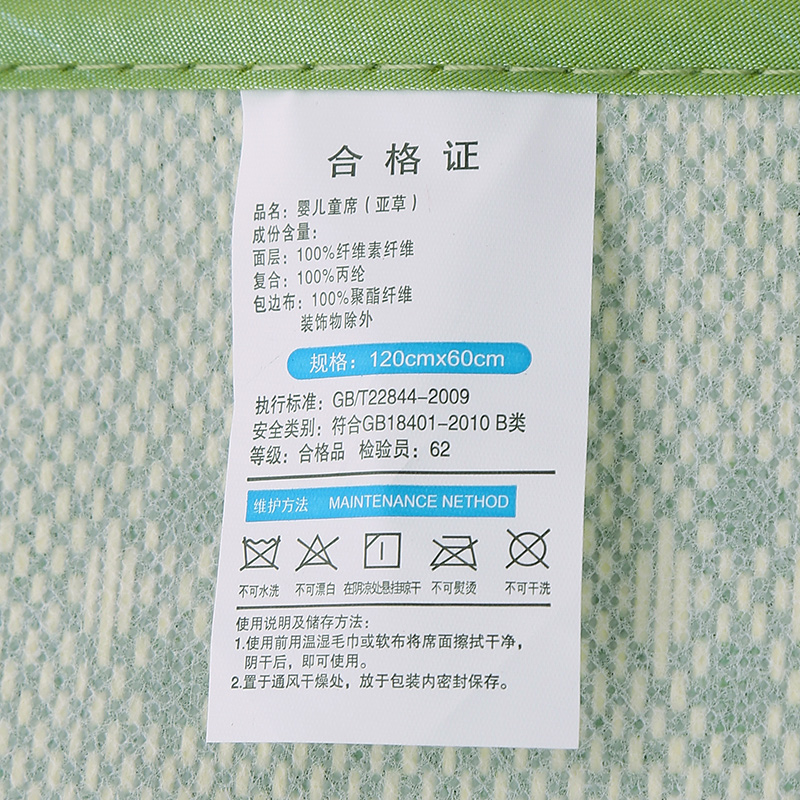 合格证
品名：婴儿童席（亚草）
成份含量：
面层：100%纤维素纤维
复合：100%丙纶
包边布：100%聚酯纤维
装饰物除外
规格：120cmx60cm
执行标准：GB/T22844-2009
安全类别：符合GB18401-2010 B类
等级：合格品 检验员：62
维护方法 MAINTENANCE NETHOD
不可水洗 不可漂白 在阴凉处悬挂晾干 不可熨烫 不可干洗
使用说明及储存方法：
1.使用前用温湿毛巾或软布将席面擦拭干净，
阴干后，即可使用。
2.置于通风干燥处，放于包装内密封保存。